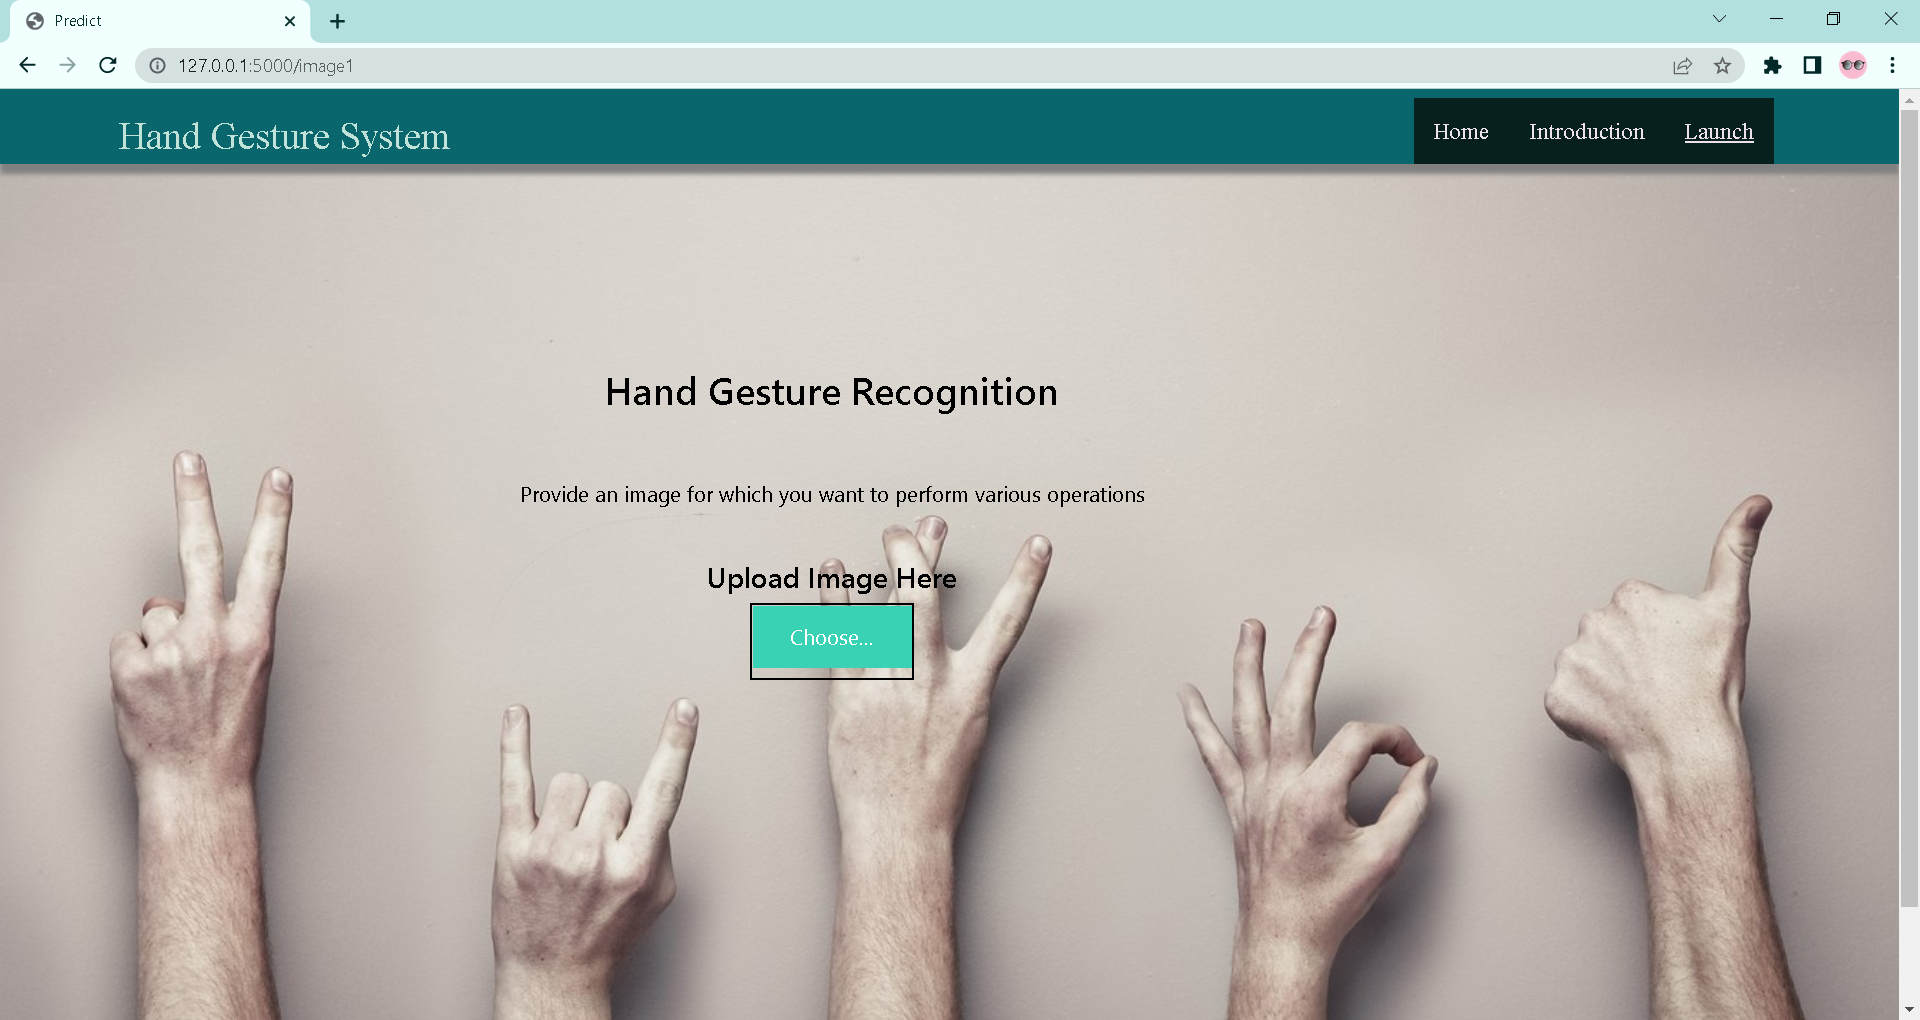 Predict
127.0.0.1:5000/image1
Hand Gesture System
Home Introduction Launch
Hand Gesture Recognition
Provide an image for which you want to perform various operations
Upload Image Here
Choose...